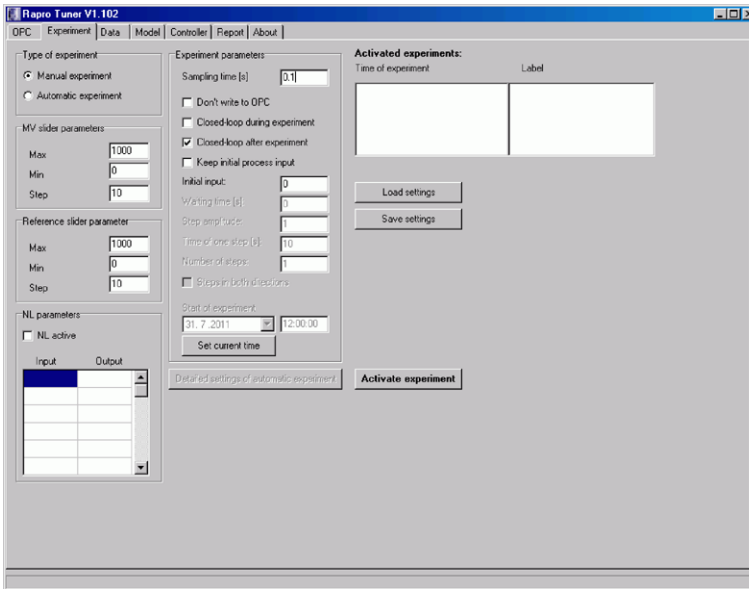 Rapro Tuner V1.102
OPC Experiment Data Model Controller Report About
Type of experiment
Manual experiment
Automatic experiment
MV slider parameters
Max 1000
Min 0
Step 10
Reference slider parameter
Max 1000
Min 0
Step 10
NL parameters
NL active
Input Output
Experiment parameters
Sampling time [s] 0.1
Don't write to OPC
Closed-loop during experiment
Closed-loop after experiment
Keep initial process input
Initial input: 0
Waiting time [s]: 0
Step amplitude: 1
Time of one step [s]: 10
Number of steps: 1
Steps in both directions
Start of experiment
31. 7 .2011 12:00:00
Set current time
Detailed settings of automatic experiment
Activated experiments:
Time of experiment Label
Load settings
Save settings
Activate experiment